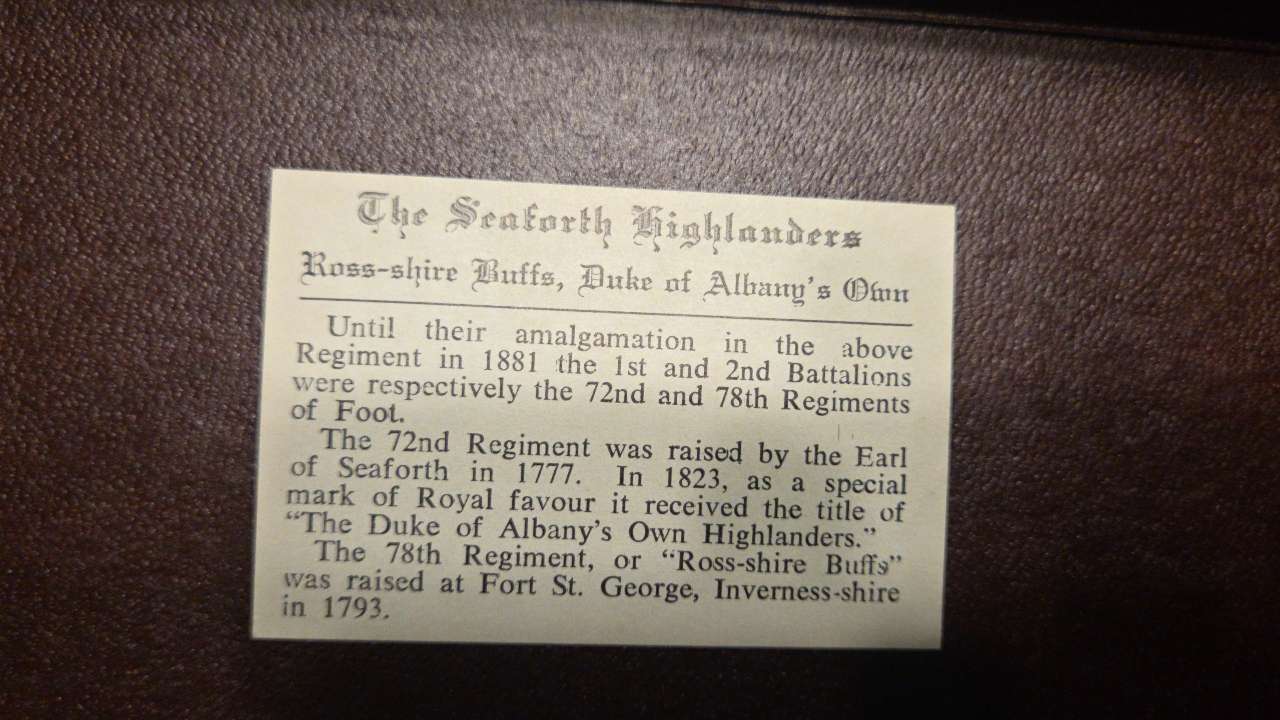 The Seaforth Highlanders
Ross-shire Buffs, Duke of Albany's Own
Until their amalgamation in the above
Regiment in 1881 the 1st and 2nd Battalions
were respectively the 72nd and 78th Regiments
of Foot.
The 72nd Regiment was raised by the Earl
of Seaforth in 1777. In 1823, as a special
mark of Royal favour it received the title of
“The Duke of Albany's Own Highlanders.”
The 78th Regiment, or “Ross-shire Buffs”
was raised at Fort St. George, Inverness-shire
in 1793.